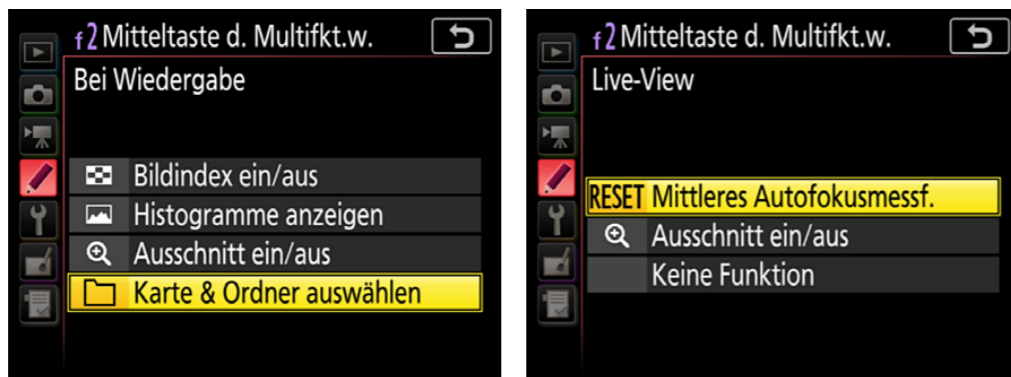 f2 Mitteltaste d. Multifkt.w.
Bei Wiedergabe
Bildindex ein/aus
Histogramme anzeigen
Ausschnitt ein/aus
Karte & Ordner auswählen
f2 Mitteltaste d. Multifkt.w.
Live-View
RESET Mittleres Autofokusmessf.
Ausschnitt ein/aus
Keine Funktion